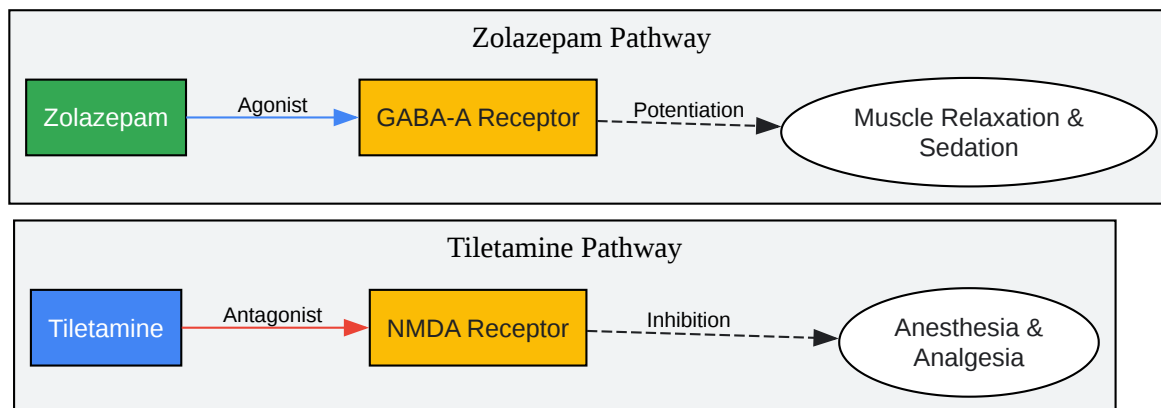 Zolazepam Pathway
Zolazepam
Agonist
GABA-A Receptor
Potentiation
Muscle Relaxation &
Sedation
Tiletamine Pathway
Tiletamine
Antagonist
NMDA Receptor
Inhibition
Anesthesia &
Analgesia